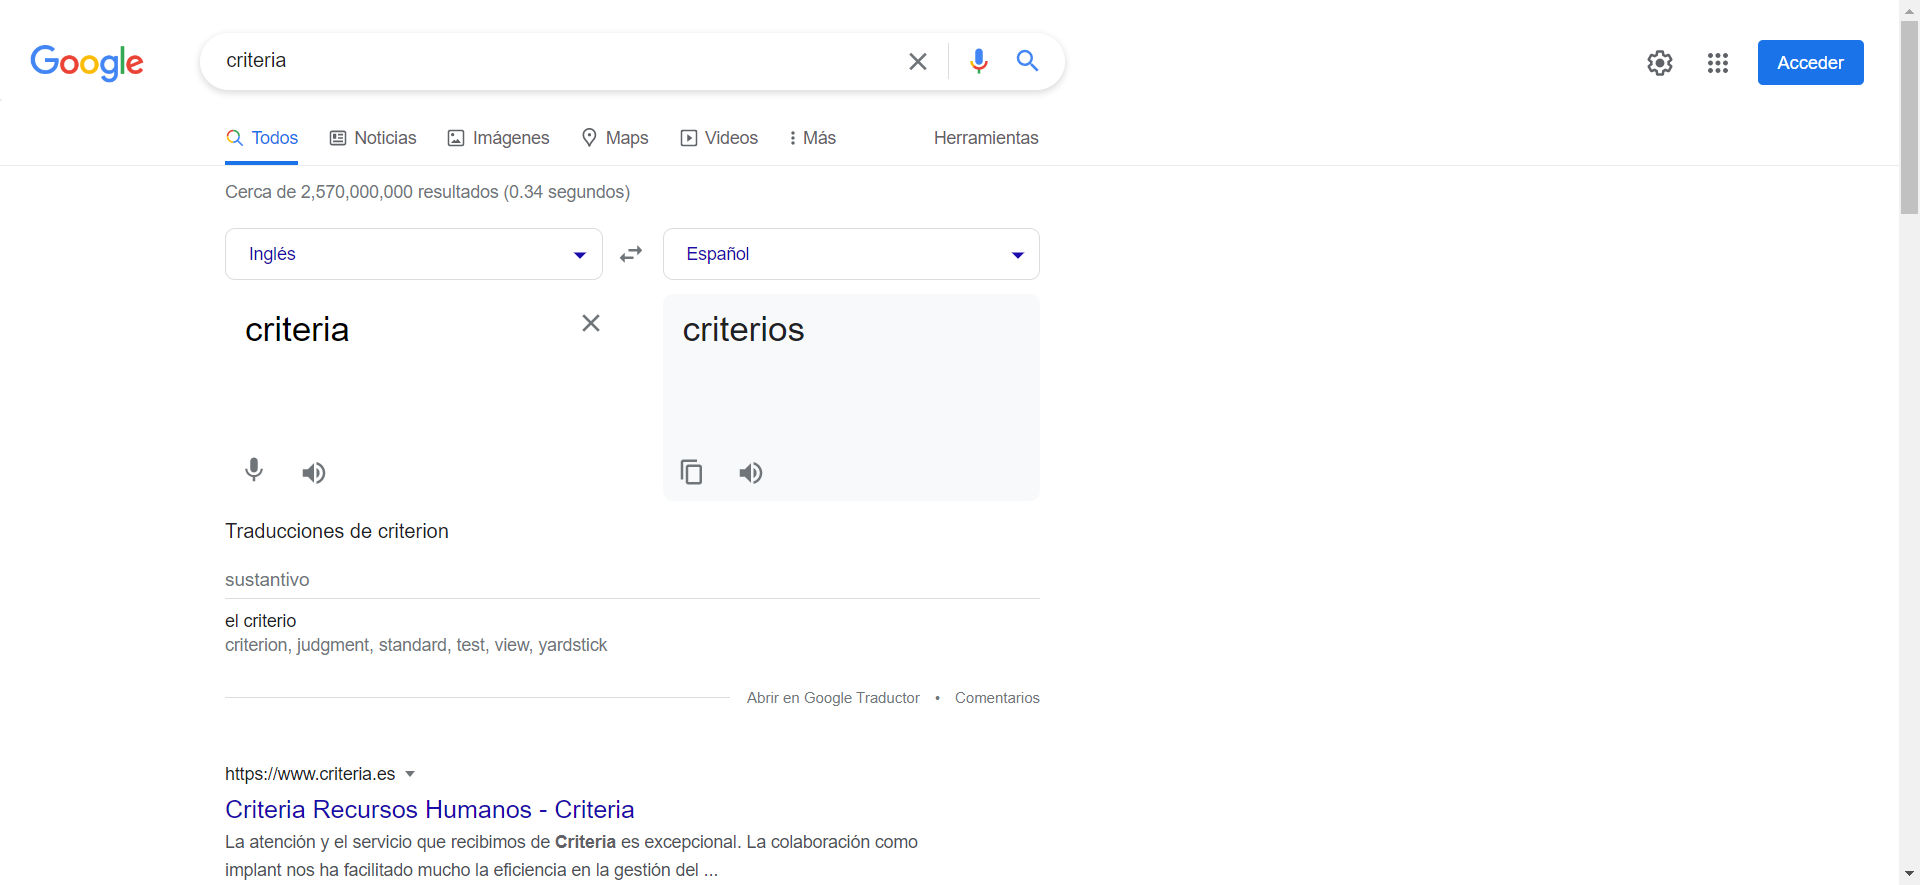 Google
criteria
Acceder
Todos
Noticias
Imágenes
Maps
Videos
Más
Herramientas
Cerca de 2,570,000,000 resultados (0.34 segundos)
Inglés
Español
criteria
criterios
Traducciones de criterion
sustantivo
el criterio
criterion, judgment, standard, test, view, yardstick
Abrir en Google Traductor • Comentarios
https://www.criteria.es
Criteria Recursos Humanos - Criteria
La atención y el servicio que recibimos de Criteria es excepcional. La colaboración como
implant nos ha facilitado mucho la eficiencia en la gestión del ...